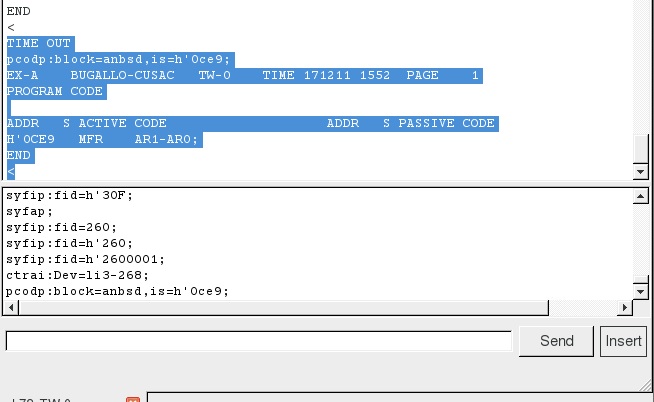 END
<
TIME OUT
pcodp:block=anbsd,is=h'0ce9;
EX-A BUGALLO-CUSAC TW-0 TIME 171211 1552 PAGE 1
PROGRAM CODE
ADDR S ACTIVE CODE ADDR S PASSIVE CODE
H'0CE9 MFR AR1-AR0;
END
<
syfip:fid=h'30F;
syfap;
syfip:fid=260;
syfip:fid=h'260;
syfip:fid=h'2600001;
ctrai:Dev=li3-268;
pcodp:block=anbsd,is=h'0ce9;
Send
Insert